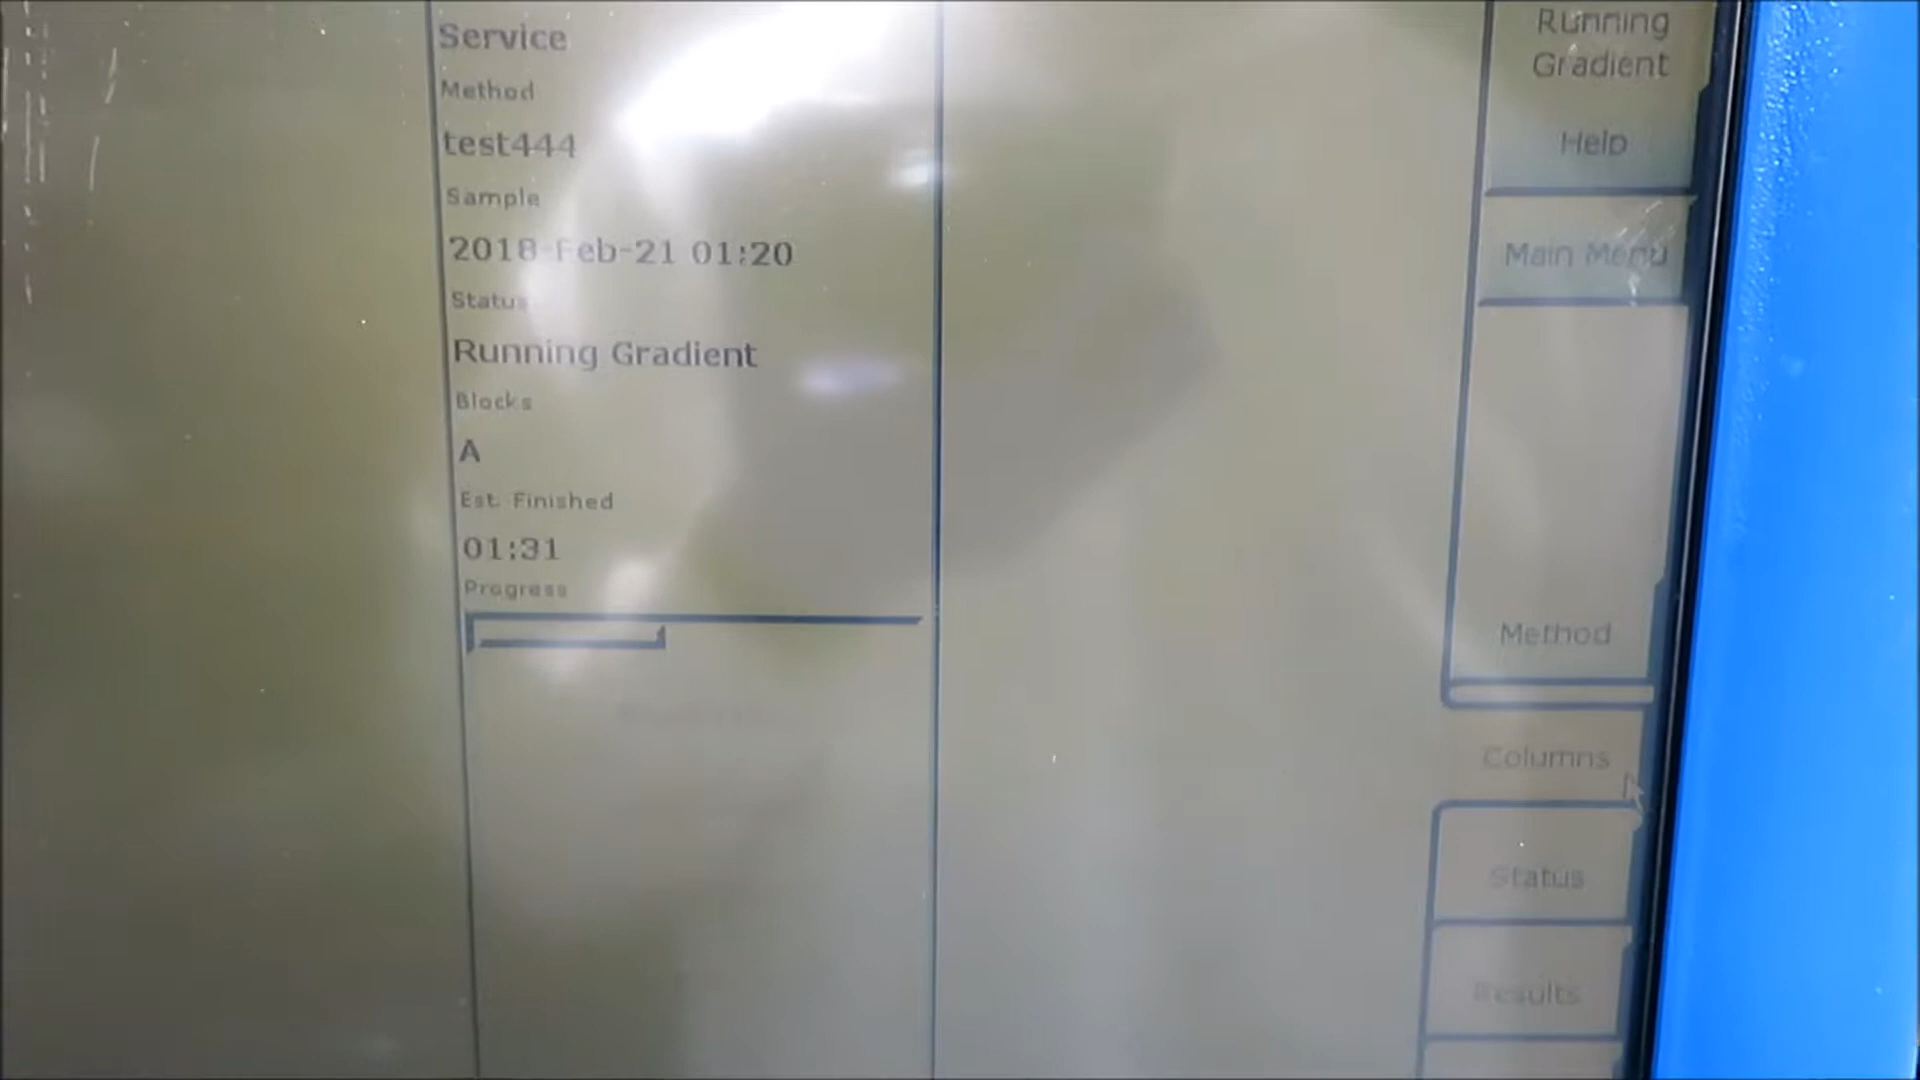 Service
Method
test444
Sample
2018-Feb-21 01:20
Status
Running Gradient
Blocks
A
Est. Finished
01:31
Progress
Running
Gradient
Help
Main Menu
Method
Columns
Status
Results